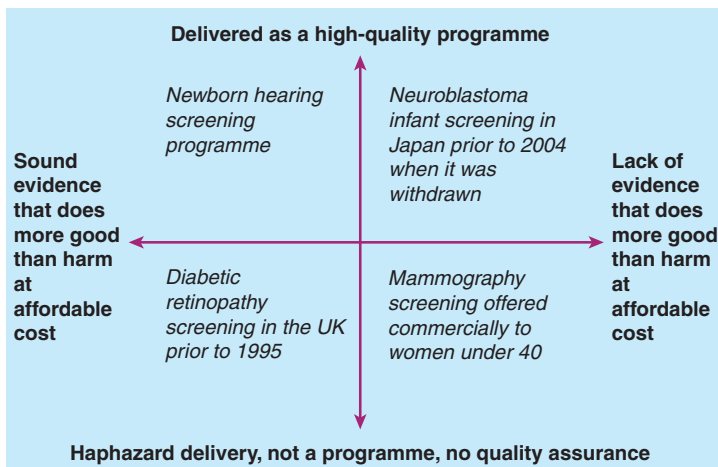 Delivered as a high-quality programme
Newborn hearing
screening
programme
Neuroblastoma
infant screening in
Japan prior to 2004
when it was
withdrawn
Sound
evidence
that does
more good
than harm
at
affordable
cost
Lack of
evidence
that does
more good
than harm
at
affordable
cost
Diabetic
retinopathy
screening in the UK
prior to 1995
Mammography
screening offered
commercially to
women under 40
Haphazard delivery, not a programme, no quality assurance